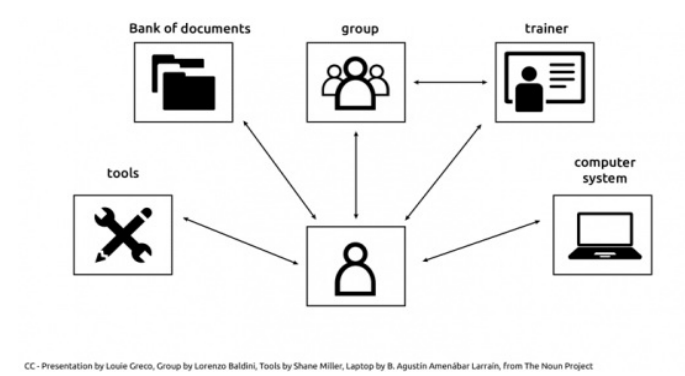 Bank of documents
group
trainer
tools
computer
system
CC - Presentation by Louie Greco, Group by Lorenzo Baldini, Tools by Shane Miller, Laptop by B. Agustín Amenábar Larraín, from The Noun Project